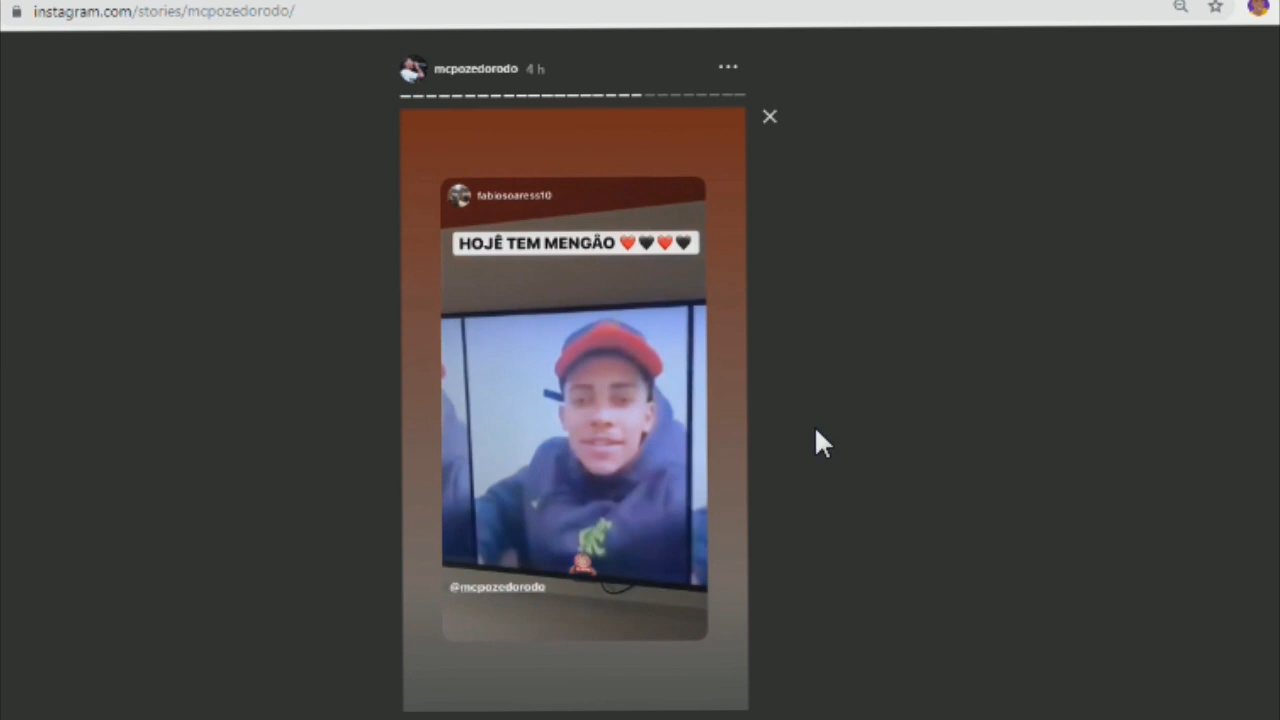 instagram.com/stories/mcpozedorodo/
mcpozedorodo 4 h
fabiosoaress10
HOJÊ TEM MENGÃO ❤️🖤❤️🖤
@mcpozedorodo